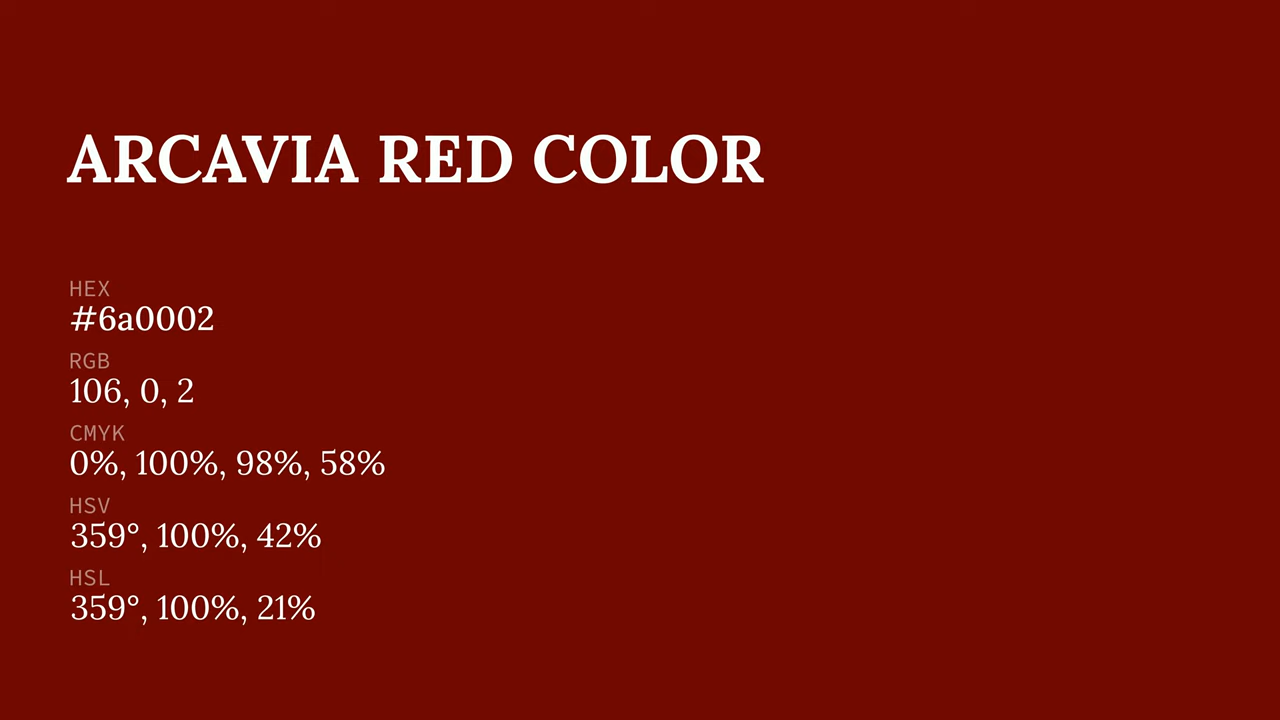 ARCAVIA RED COLOR
HEX
#6a0002
RGB
106, 0, 2
CMYK
0%, 100%, 98%, 58%
HSV
359°, 100%, 42%
HSL
359°, 100%, 21%